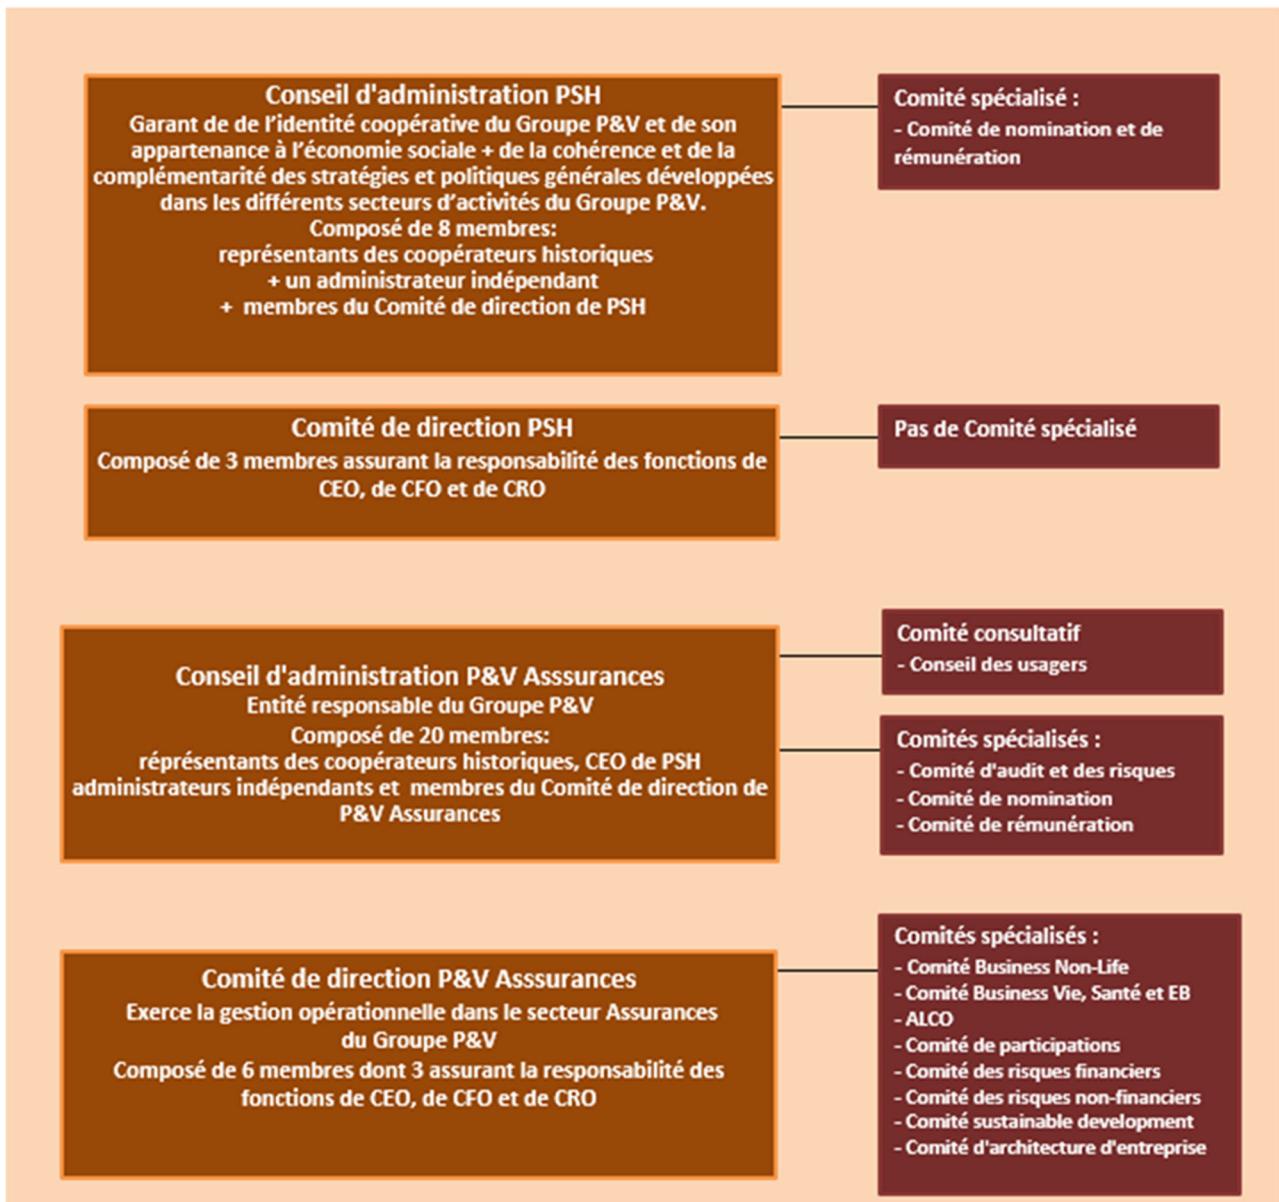 Conseil d'administration PSH
Garant de de l'identité coopérative du Groupe P&V et de son
appartenance à l'économie sociale + de la cohérence et de la
complémentarité des stratégies et politiques générales développées
dans les différents secteurs d'activités du Groupe P&V.
Composé de 8 membres:
représentants des coopérateurs historiques
+ un administrateur indépendant
+ membres du Comité de direction de PSH
Comité spécialisé :
- Comité de nomination et de
rémunération
Comité de direction PSH
Composé de 3 membres assurant la responsabilité des fonctions de
CEO, de CFO et de CRO
Pas de Comité spécialisé
Conseil d'administration P&V Asssurances
Entité responsable du Groupe P&V
Composé de 20 membres:
réprésentants des coopérateurs historiques, CEO de PSH
administrateurs indépendants et membres du Comité de direction de
P&V Assurances
Comité consultatif
- Conseil des usagers
Comités spécialisés :
- Comité d'audit et des risques
- Comité de nomination
- Comité de rémunération
Comité de direction P&V Asssurances
Exerce la gestion opérationnelle dans le secteur Assurances
du Groupe P&V
Composé de 6 membres dont 3 assurant la responsabilité des
fonctions de CEO, de CFO et de CRO
Comités spécialisés :
- Comité Business Non-Life
- Comité Business Vie, Santé et EB
- ALCO
- Comité de participations
- Comité des risques financiers
- Comité des risques non-financiers
- Comité sustainable development
- Comité d'architecture d'entreprise